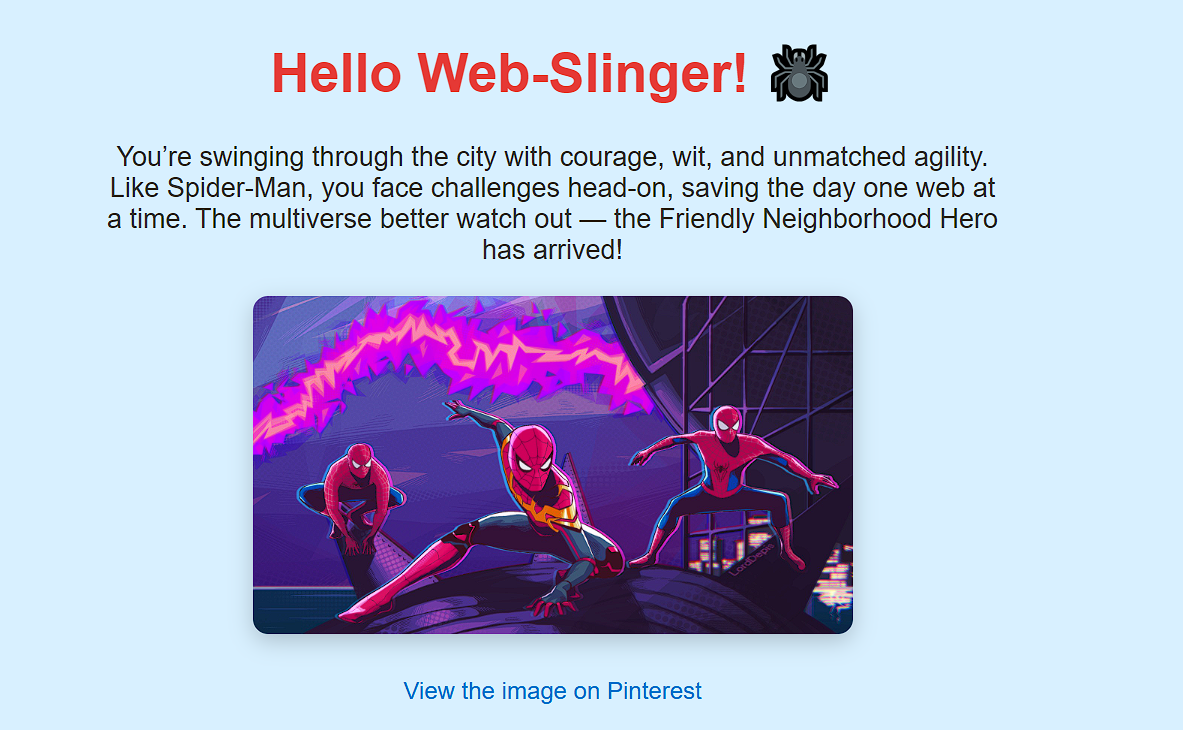 Hello Web-Slinger! 🕷
You’re swinging through the city with courage, wit, and unmatched agility.
Like Spider-Man, you face challenges head-on, saving the day one web at
a time. The multiverse better watch out — the Friendly Neighborhood Hero
has arrived!
View the image on Pinterest